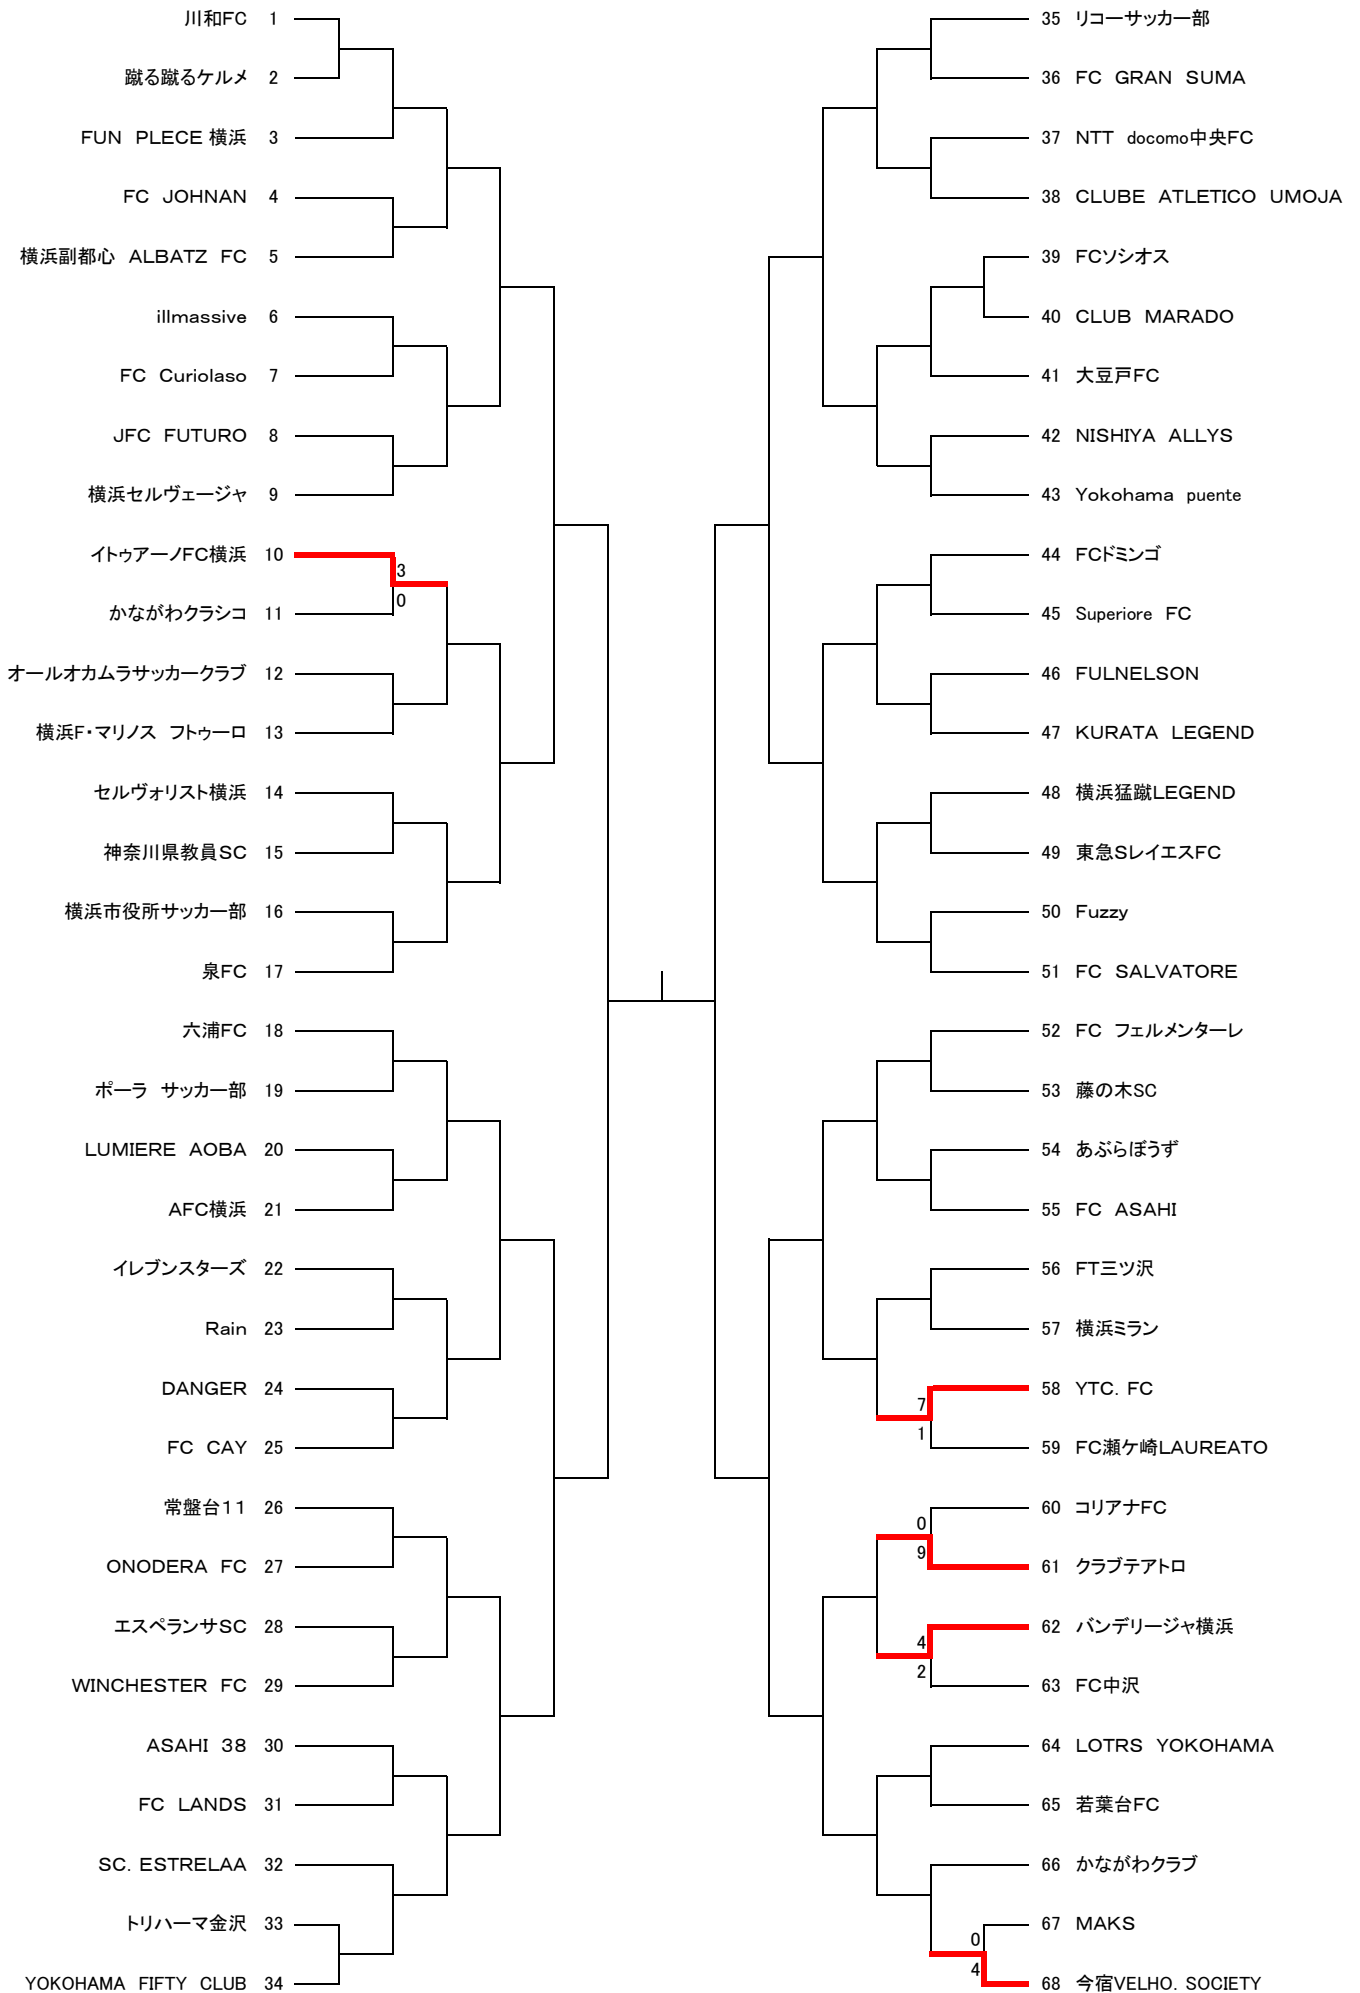 川和FC 1
蹴る蹴るケルメ 2
FUN PLECE 横浜 3
FC JOHNAN 4
横浜副都心 ALBATZ FC 5
illmassive 6
FC Curiolaso 7
JFC FUTURO 8
横浜セルヴェージャ 9
イトゥアーノFC横浜 10
3
0
かながわクラシコ 11
オールオカムラサッカークラブ 12
横浜F・マリノス フトゥーロ 13
セルヴォリスト横浜 14
神奈川県教員SC 15
横浜市役所サッカー部 16
泉FC 17
六浦FC 18
ポーラ サッカー部 19
LUMIERE AOBA 20
AFC横浜 21
イレブンスターズ 22
Rain 23
DANGER 24
FC CAY 25
常盤台11 26
ONODERA FC 27
エスペランサSC 28
WINCHESTER FC 29
ASAHI 38 30
FC LANDS 31
SC. ESTRELAA 32
トリハーマ金沢 33
YOKOHAMA FIFTY CLUB 34
35 リコーサッカー部
36 FC GRAN SUMA
37 NTT docomo中央FC
38 CLUBE ATLETICO UMOJA
39 FCソシオス
40 CLUB MARADO
41 大豆戸FC
42 NISHIYA ALLYS
43 Yokohama puente
44 FCドミンゴ
45 Superiore FC
46 FULNELSON
47 KURATA LEGEND
48 横浜猛蹴LEGEND
49 東急SレイエスFC
50 Fuzzy
51 FC SALVATORE
52 FC フェルメンターレ
53 藤の木SC
54 あぶらぼうず
55 FC ASAHI
56 FT三ツ沢
57 横浜ミラン
58 YTC. FC
7
1
59 FC瀬ケ崎LAUREATO
60 コリアナFC
0
9
61 クラブテアトロ
62 バンデリージャ横浜
4
2
63 FC中沢
64 LOTRS YOKOHAMA
65 若葉台FC
66 かながわクラブ
67 MAKS
0
4
68 今宿VELHO. SOCIETY